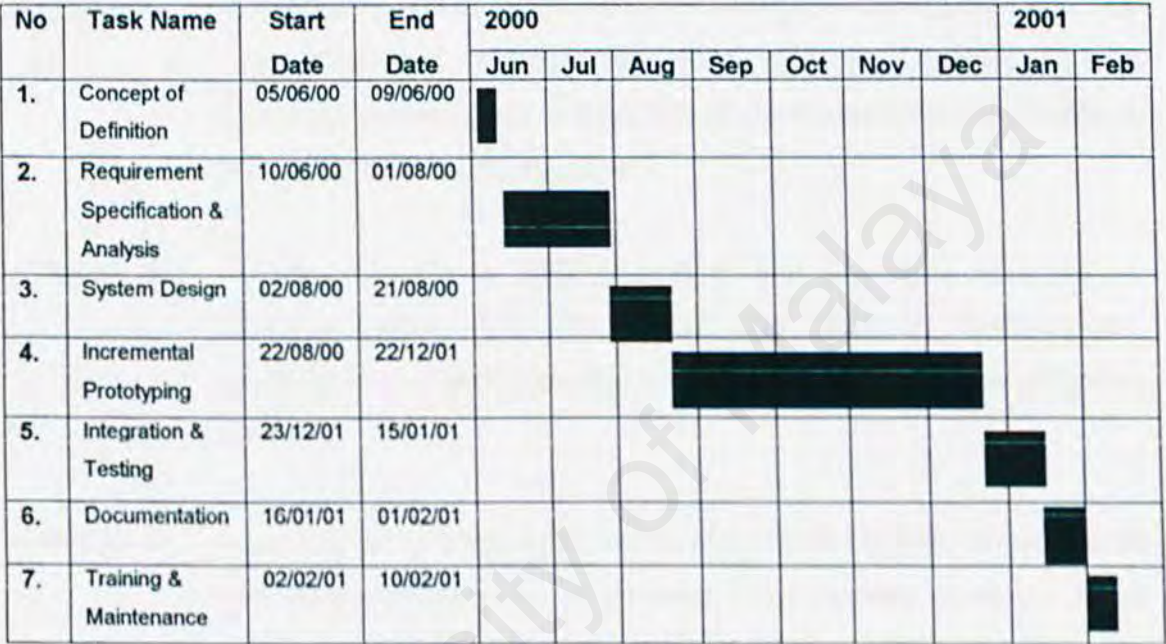 No Task Name Start End 2000 2001
Date Date Jun Jul Aug Sep Oct Nov Dec Jan Feb
1. Concept of 05/06/00 09/06/00
Definition
2. Requirement 10/06/00 01/08/00
Specification &
Analysis
3. System Design 02/08/00 21/08/00
4. Incremental 22/08/00 22/12/01
Prototyping
5. Integration & 23/12/01 15/01/01
Testing
6. Documentation 16/01/01 01/02/01
7. Training & 02/02/01 10/02/01
Maintenance
ity of Malaya